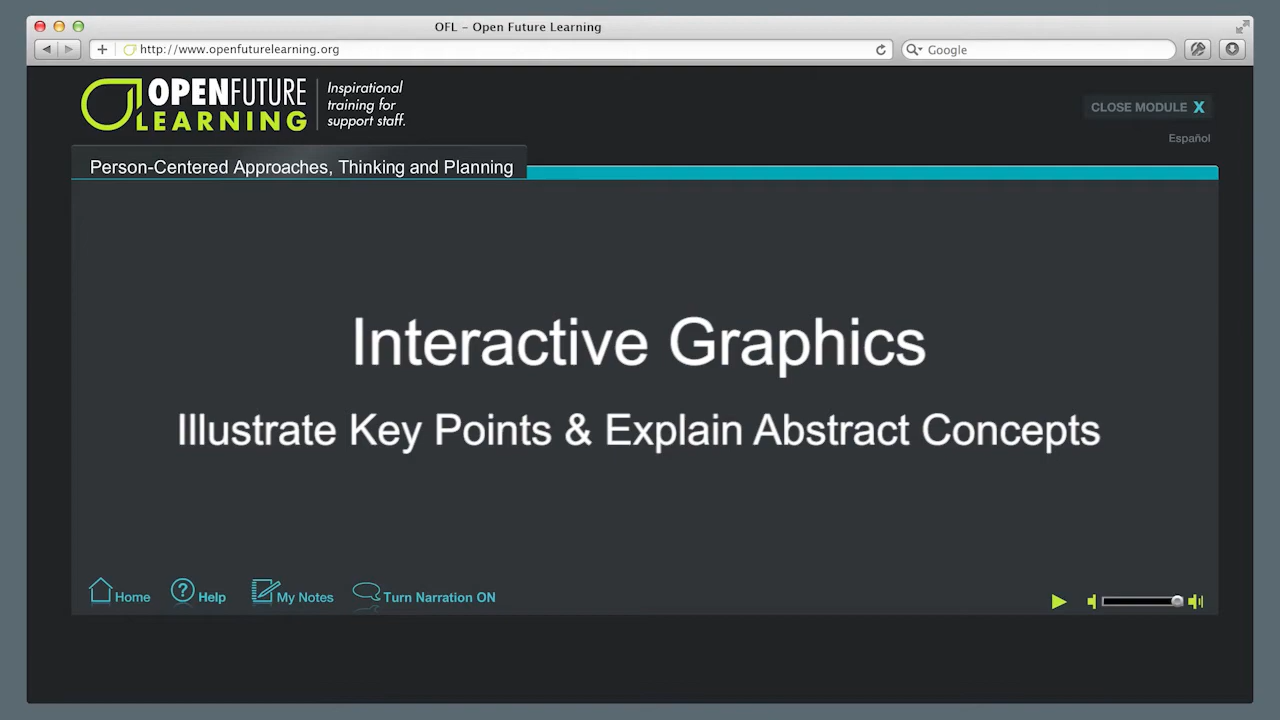 OFL – Open Future Learning
http://www.openfuturelearning.org
Google
OPENFUTURE
LEARNING
Inspirational
training for
support staff.
CLOSE MODULE X
Español
Person-Centered Approaches, Thinking and Planning
Interactive Graphics
Illustrate Key Points & Explain Abstract Concepts
Home
? Help
My Notes
Turn Narration ON